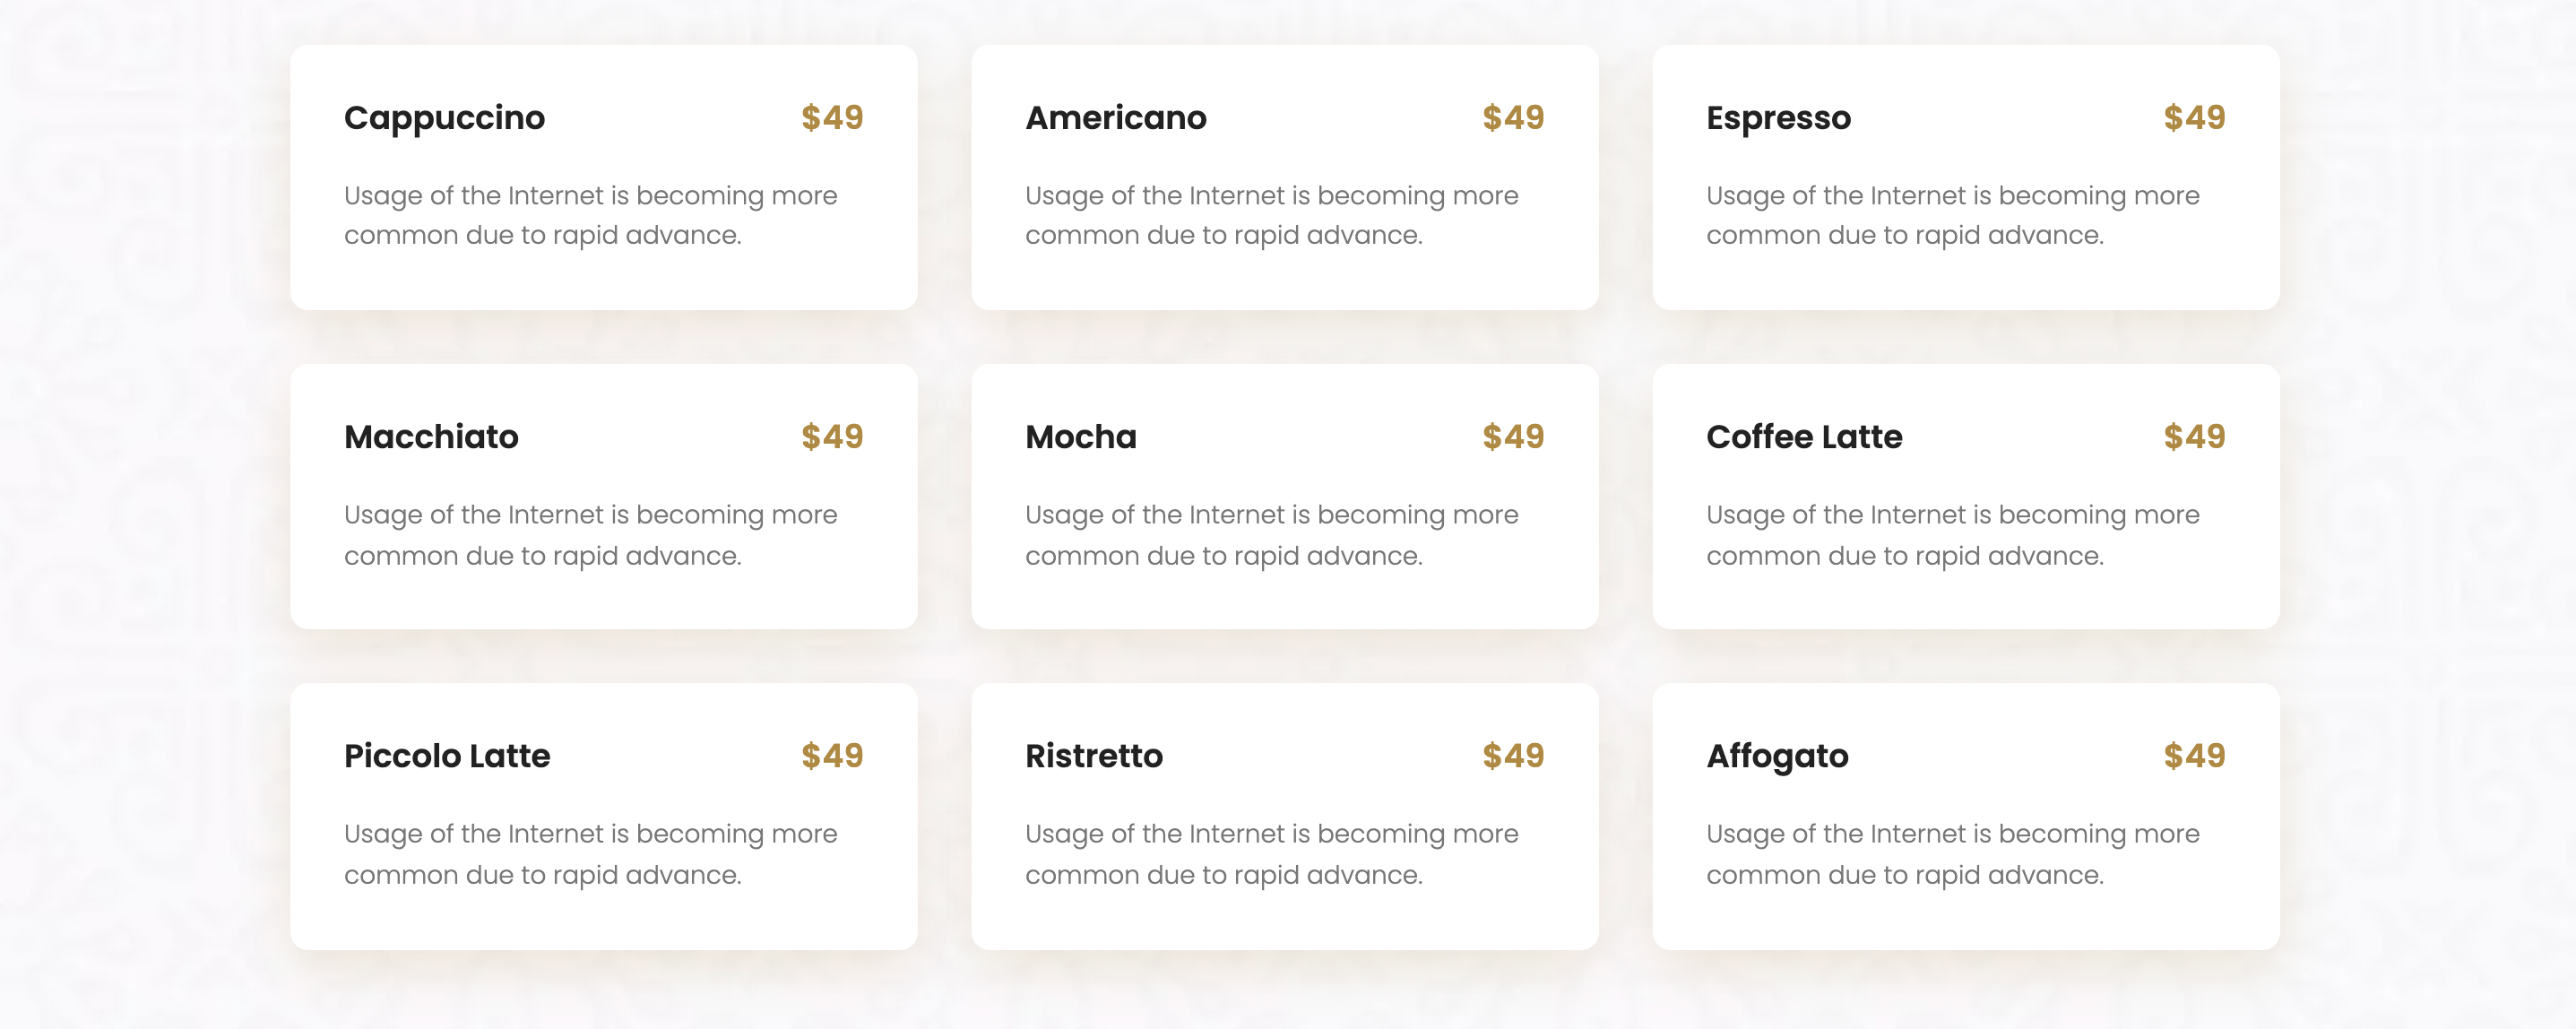 Cappuccino $49
Usage of the Internet is becoming more
common due to rapid advance.
Americano $49
Usage of the Internet is becoming more
common due to rapid advance.
Espresso $49
Usage of the Internet is becoming more
common due to rapid advance.
Macchiato $49
Usage of the Internet is becoming more
common due to rapid advance.
Mocha $49
Usage of the Internet is becoming more
common due to rapid advance.
Coffee Latte $49
Usage of the Internet is becoming more
common due to rapid advance.
Piccolo Latte $49
Usage of the Internet is becoming more
common due to rapid advance.
Ristretto $49
Usage of the Internet is becoming more
common due to rapid advance.
Affogato $49
Usage of the Internet is becoming more
common due to rapid advance.